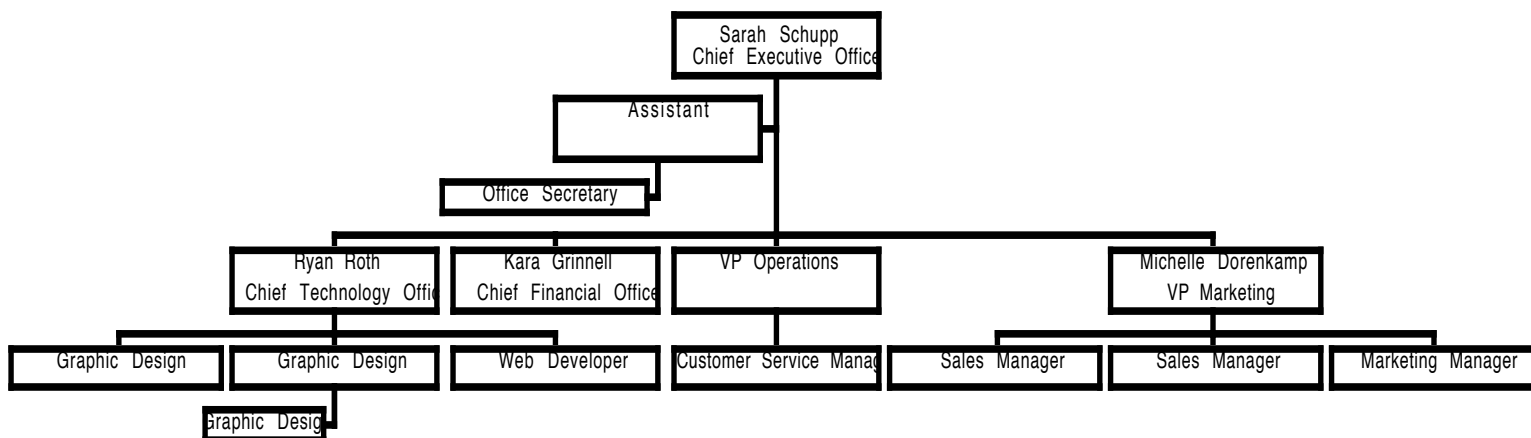 Sarah Schupp
Chief Executive Office
Assistant
Office Secretary
Ryan Roth
Chief Technology Offic
Kara Grinnell
Chief Financial Office
VP Operations
Michelle Dorenkamp
VP Marketing
Graphic Design
Graphic Design
Web Developer
Customer Service Manag
Sales Manager
Sales Manager
Marketing Manager
Graphic Desig